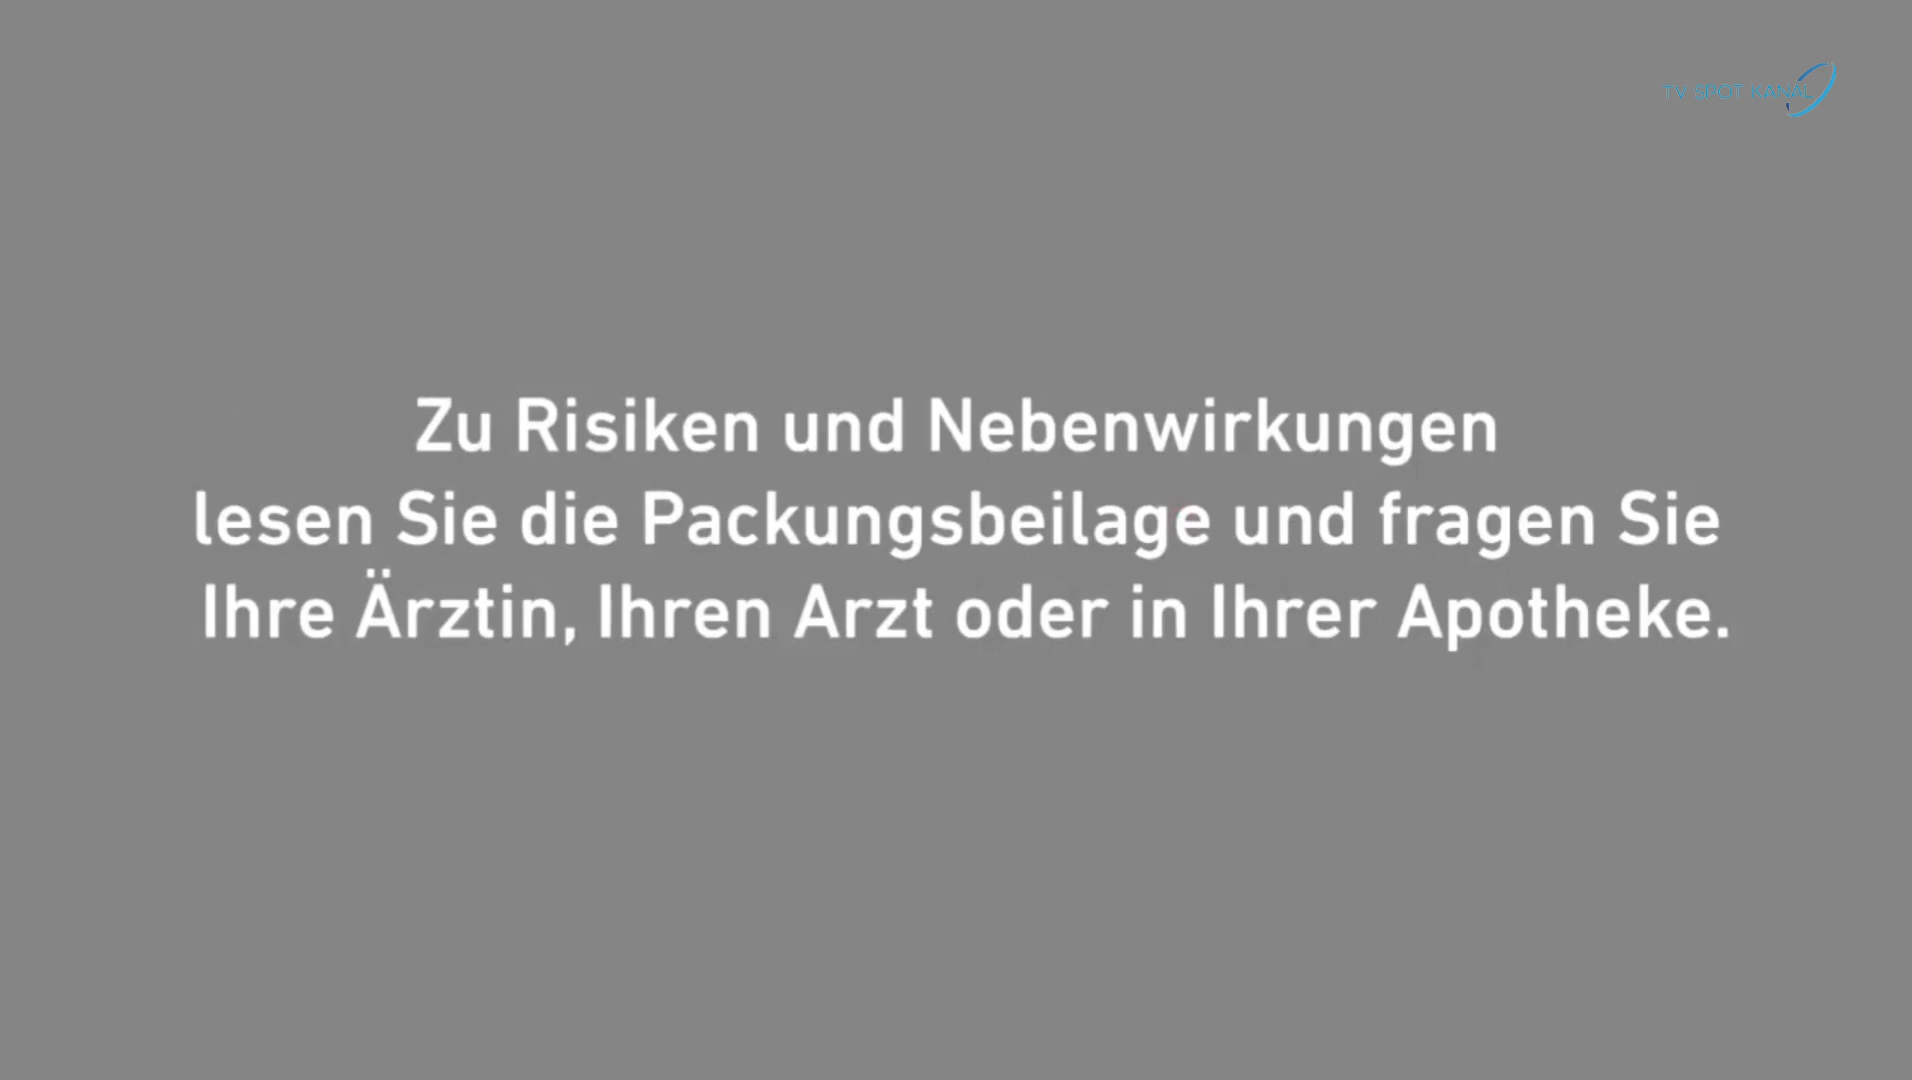 TV SPOT KANAL
Zu Risiken und Nebenwirkungen
lesen Sie die Packungsbeilage und fragen Sie
Ihre Ärztin, Ihren Arzt oder in Ihrer Apotheke.